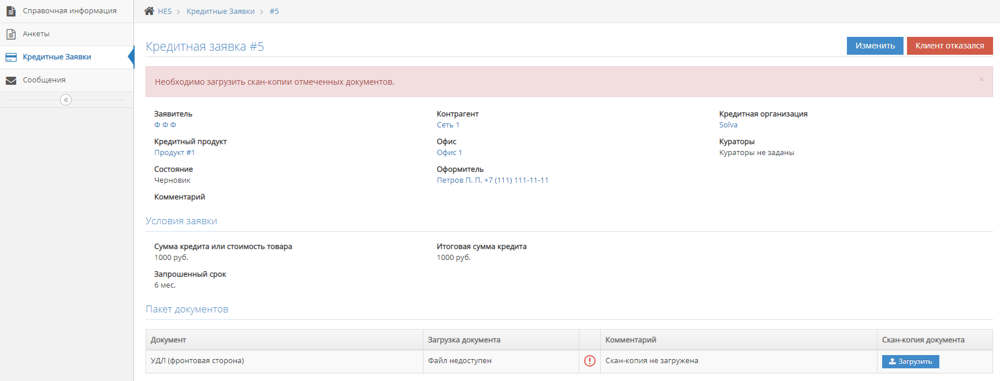 Справочная информация
Анкеты
Кредитные Заявки
Сообщения
HES > Кредитные Заявки > #5
Кредитная заявка #5
Изменить
Клиент отказался
Необходимо загрузить скан-копии отмеченных документов.
×
Заявитель
Ф Ф Ф
Контрагент
Сеть 1
Кредитная организация
Solva
Кредитный продукт
Продукт #1
Офис
Офис 1
Кураторы
Кураторы не заданы
Состояние
Черновик
Оформитель
Петров П. П. +7 (111) 111-11-11
Комментарий
Условия заявки
Сумма кредита или стоимость товара
1000 руб.
Итоговая сумма кредита
1000 руб.
Запрошенный срок
6 мес.
Пакет документов
Документ
Загрузка документа
Комментарий
Скан-копия документа
УДЛ (фронтовая сторона)
Файл недоступен
Скан-копия не загружена
Загрузить